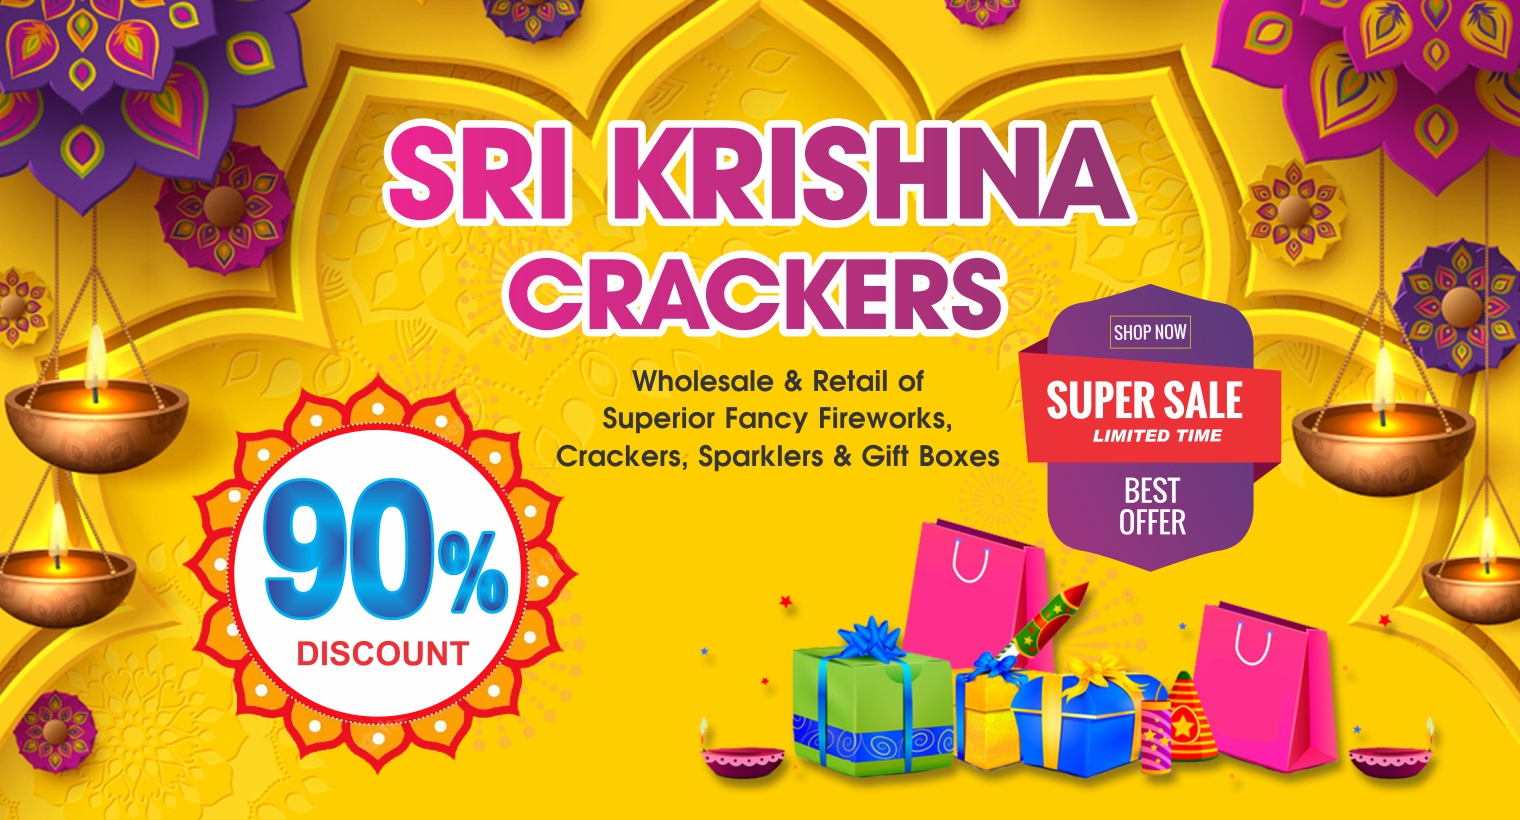 SRI KRISHNA
CRACKERS
Wholesale & Retail of
Superior Fancy Fireworks,
Crackers, Sparklers & Gift Boxes
SHOP NOW
SUPER SALE
LIMITED TIME
BEST
OFFER
90%
DISCOUNT